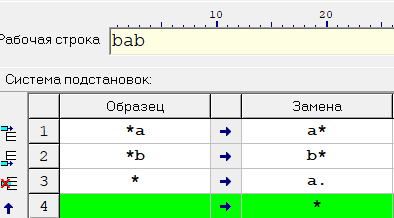 10 20
Рабочая строка bab
Система подстановок:
Образец Замена
1 *a → a*
2 *b → b*
3 * → a.
4 → *